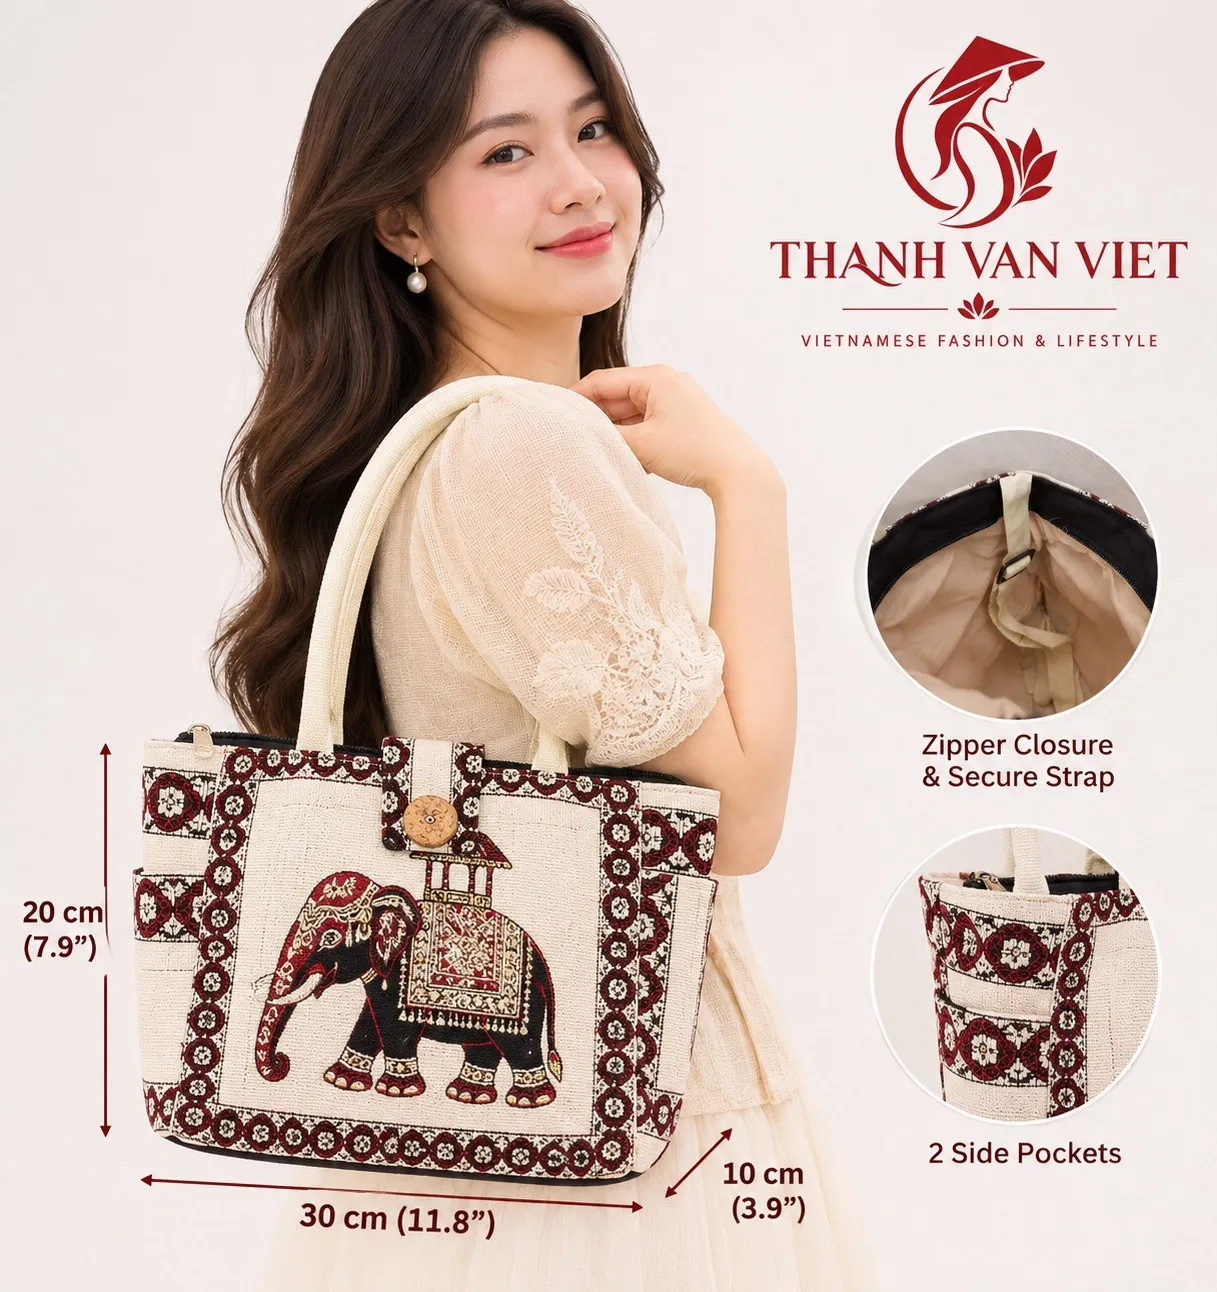 THANH VAN VIET
VIETNAMESE FASHION & LIFESTYLE
Zipper Closure
& Secure Strap
20 cm
(7.9”)
2 Side Pockets
10 cm
(3.9”)
30 cm (11.8”)